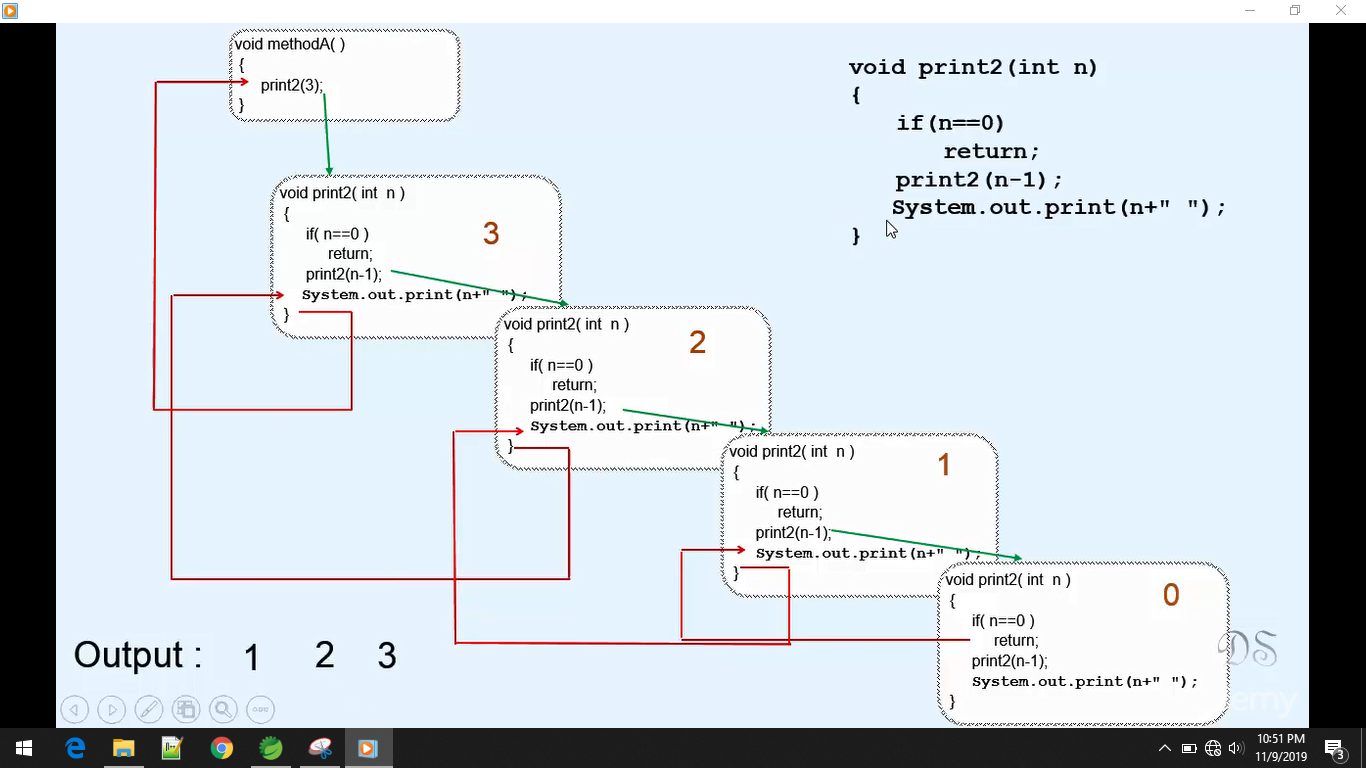 void methodA( )
{
print2(3);
}
void print2(int n)
{
if(n==0)
return;
print2(n-1);
System.out.print(n+" ");
}
void print2( int n )
{
if( n==0 )
return;
print2(n-1);
System.out.print(n+" ");
}
3
void print2( int n )
{
if( n==0 )
return;
print2(n-1);
System.out.print(n+" ");
}
2
void print2( int n )
{
if( n==0 )
return;
print2(n-1);
System.out.print(n+" ");
}
1
void print2( int n )
{
if( n==0 )
return;
print2(n-1);
System.out.print(n+" ");
}
0
Output : 1 2 3
DS
10:51 PM
11/9/2019
3